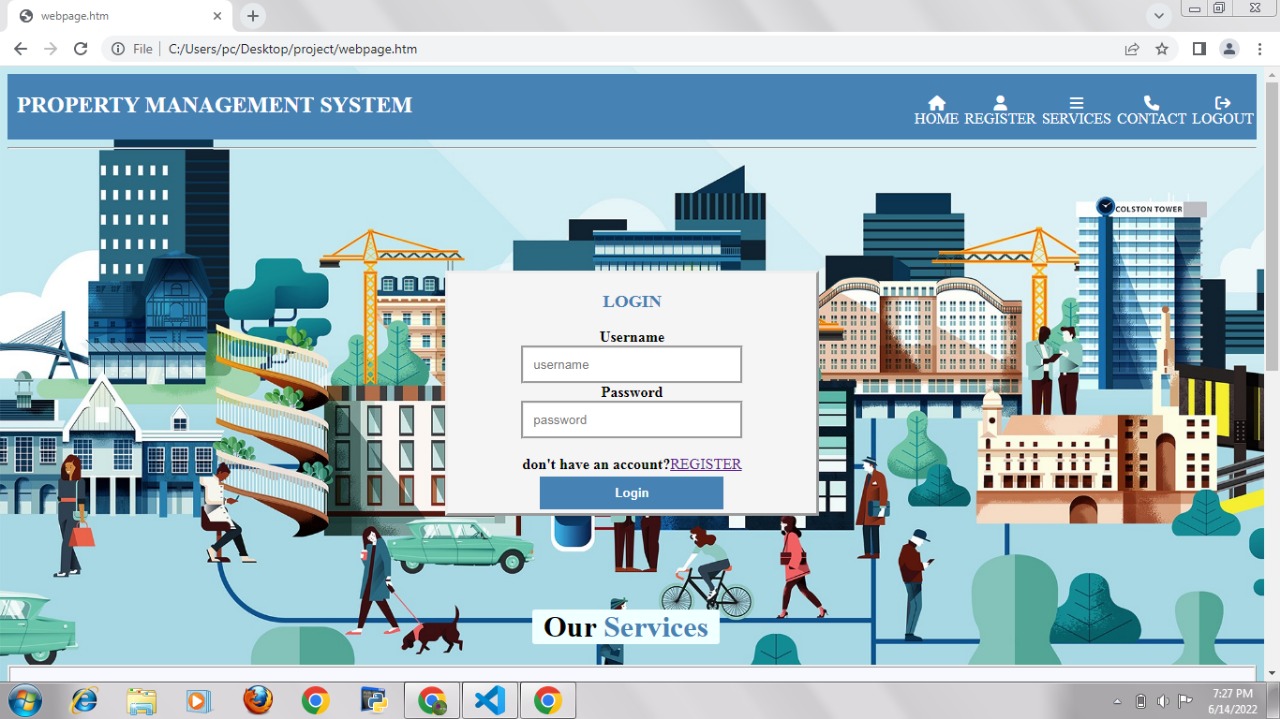 webpage.htm
File
C:/Users/pc/Desktop/project/webpage.htm
PROPERTY MANAGEMENT SYSTEM
HOME REGISTER SERVICES CONTACT LOGOUT
COLSTON TOWER
LOGIN
Username
username
Password
password
don't have an account?REGISTER
Login
Our Services
7:27 PM
6/14/2022